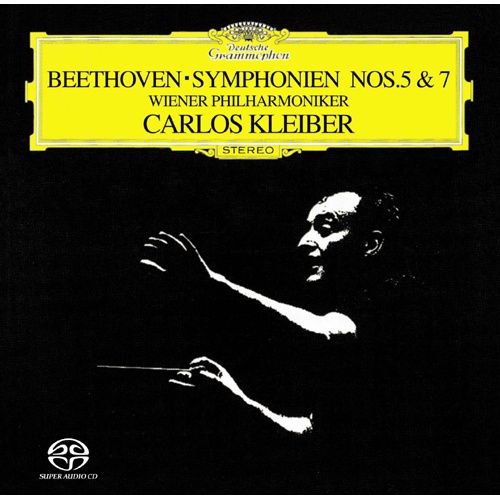 Deutsche
Grammophon
BEETHOVEN · SYMPHONIEN NOS.5 & 7
WIENER PHILHARMONIKER
CARLOS KLEIBER
STEREO
SUPER AUDIO CD